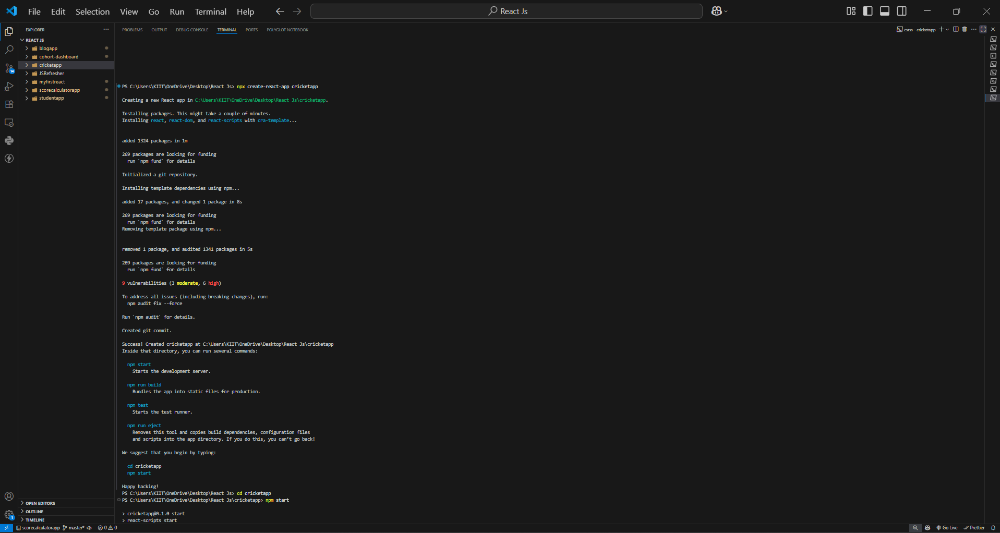 File Edit Selection View Go Run Terminal Help
React Js
EXPLORER
REACT JS
blogapp
cohort-dashboard
cricketapp
JSRefresher
myfirstreact
scorecalculatorapp
studentapp
OPEN EDITORS
OUTLINE
TIMELINE
14
1
PROBLEMS OUTPUT DEBUG CONSOLE TERMINAL PORTS POLYGLOT NOTEBOOK
csrss - cricketapp
PS C:\Users\KIIT\OneDrive\Desktop\React Js> npx create-react-app cricketapp
Creating a new React app in C:\Users\KIIT\OneDrive\Desktop\React Js\cricketapp.
Installing packages. This might take a couple of minutes.
Installing react, react-dom, and react-scripts with cra-template...
added 1324 packages in 1m
269 packages are looking for funding
run `npm fund` for details
Initialized a git repository.
Installing template dependencies using npm...
added 17 packages, and changed 1 package in 8s
269 packages are looking for funding
run `npm fund` for details
Removing template package using npm...
removed 1 package, and audited 1341 packages in 5s
269 packages are looking for funding
run `npm fund` for details
9 vulnerabilities (3 moderate, 6 high)
To address all issues (including breaking changes), run:
npm audit fix --force
Run `npm audit` for details.
Created git commit.
Success! Created cricketapp at C:\Users\KIIT\OneDrive\Desktop\React Js\cricketapp
Inside that directory, you can run several commands:
npm start
Starts the development server.
npm run build
Bundles the app into static files for production.
npm test
Starts the test runner.
npm run eject
Removes this tool and copies build dependencies, configuration files
and scripts into the app directory. If you do this, you can’t go back!
We suggest that you begin by typing:
cd cricketapp
npm start
Happy hacking!
PS C:\Users\KIIT\OneDrive\Desktop\React Js> cd cricketapp
PS C:\Users\KIIT\OneDrive\Desktop\React Js\cricketapp> npm start
> cricketapp@0.1.0 start
> react-scripts start
scorecalculatorapp master* 0 0
Go Live Prettier